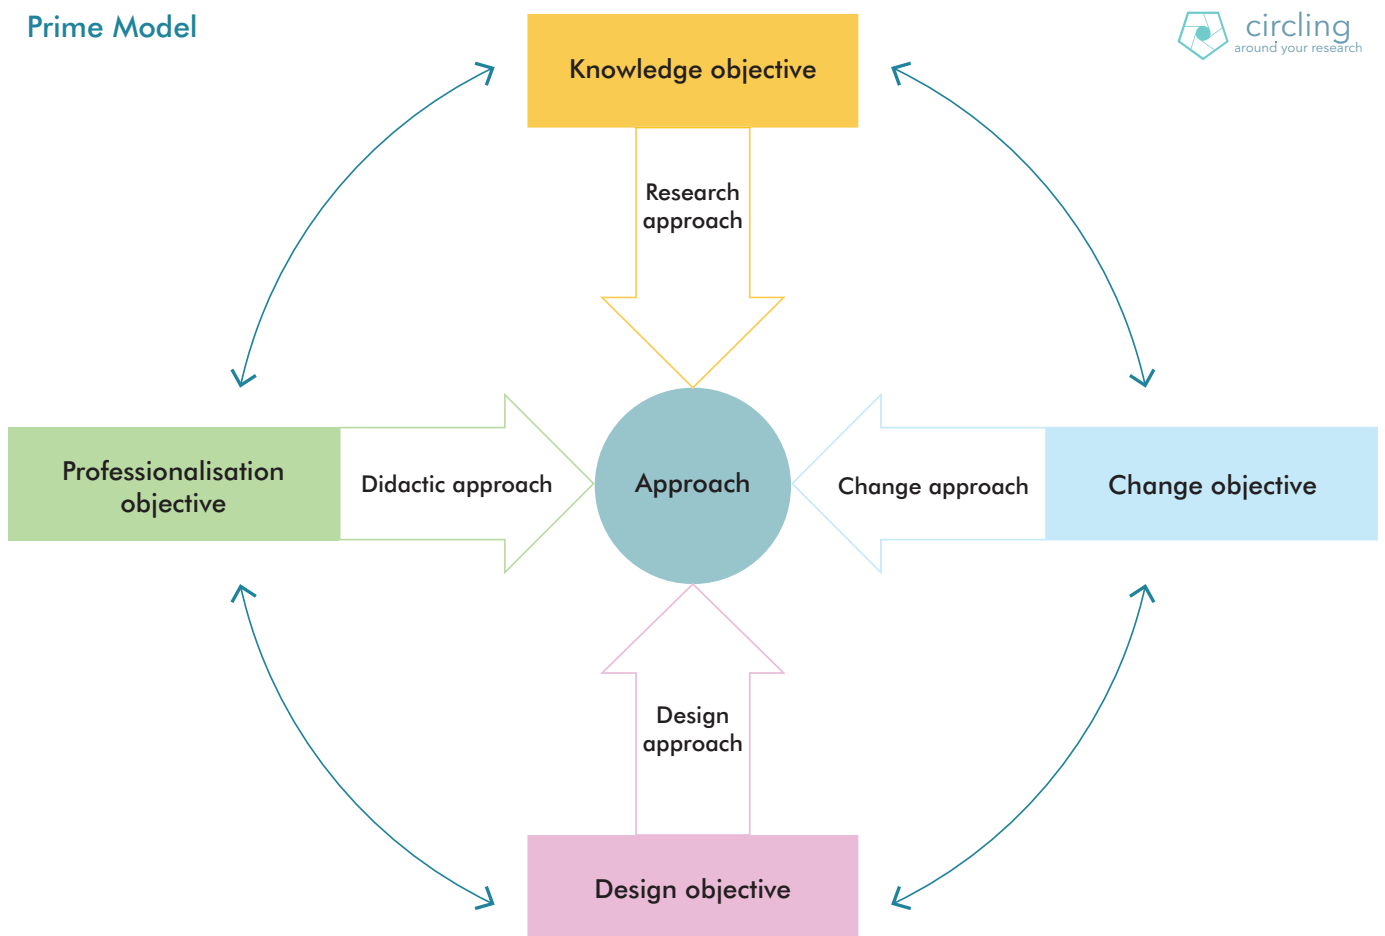 Prime Model
circling
around your research
Knowledge objective
Research
approach
Professionalisation
objective
Didactic approach
Approach
Change approach
Change objective
Design
approach
Design objective